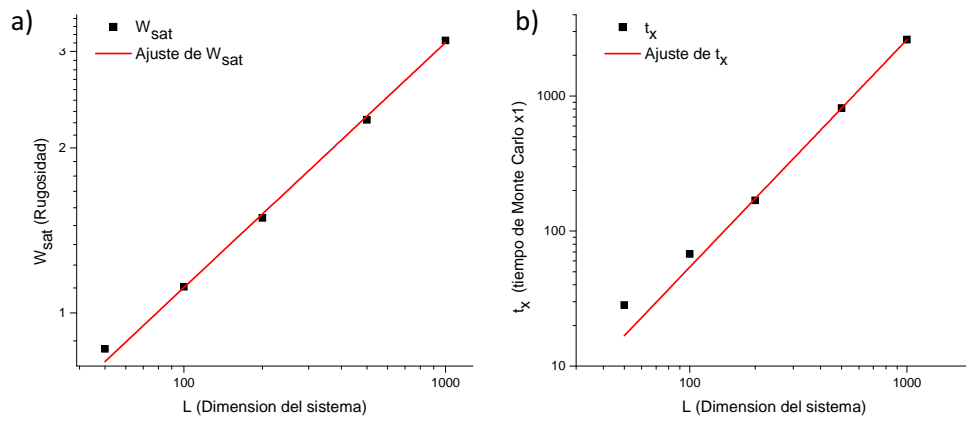 a)
W_sat
Ajuste de W_sat
3
2
1
W_sat (Rugosidad)
100
1000
L (Dimension del sistema)
b)
t_x
Ajuste de t_x
1000
100
10
t_x (tiempo de Monte Carlo x1)
100
1000
L (Dimension del sistema)